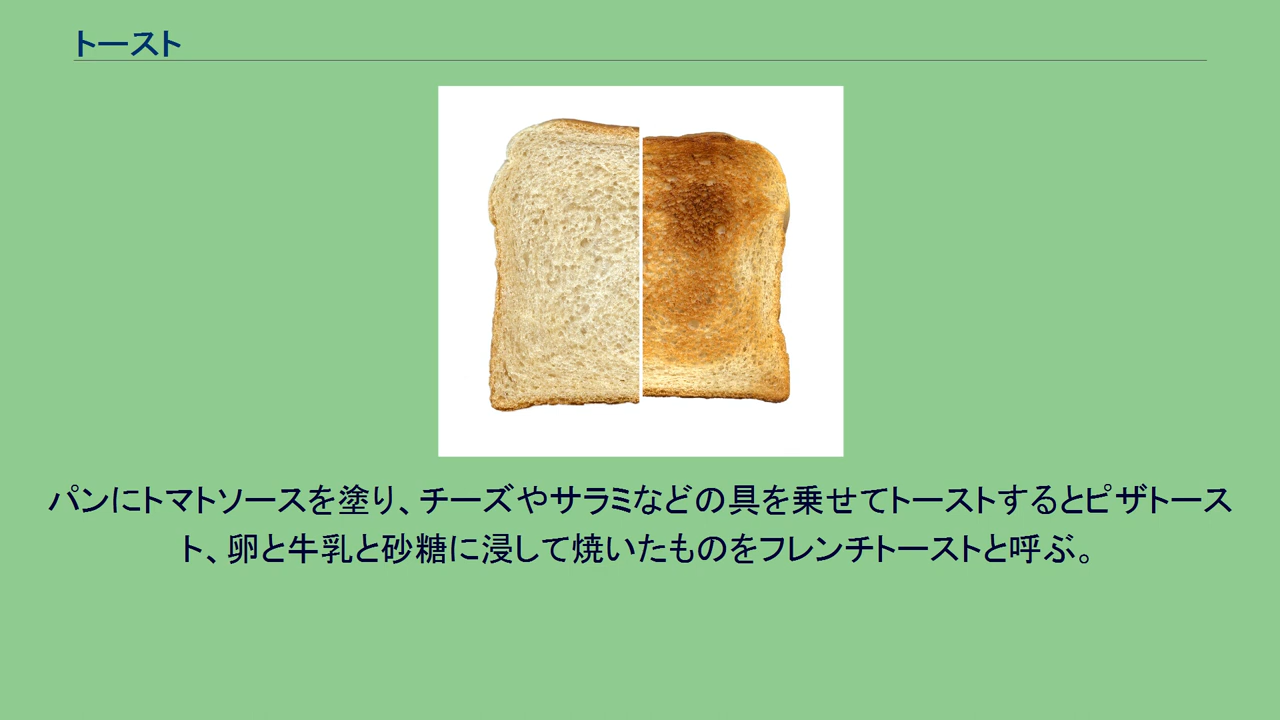 トースト
パンにトマトソースを塗り、チーズやサラミなどの具を乗せてトーストするとピザトース
ト、卵と牛乳と砂糖に浸して焼いたものをフレンチトーストと呼ぶ。